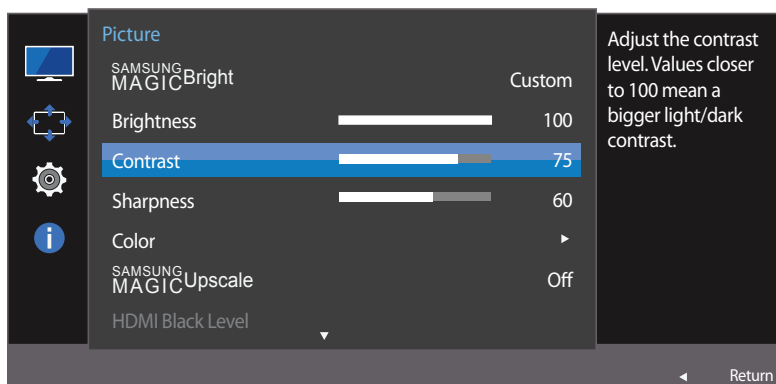 Picture
SAMSUNG
MAGICBright Custom
Brightness 100
Contrast 75
Sharpness 60
Color
SAMSUNG
MAGICUpscale Off
HDMI Black Level
Adjust the contrast
level. Values closer
to 100 mean a
bigger light/dark
contrast.
Return